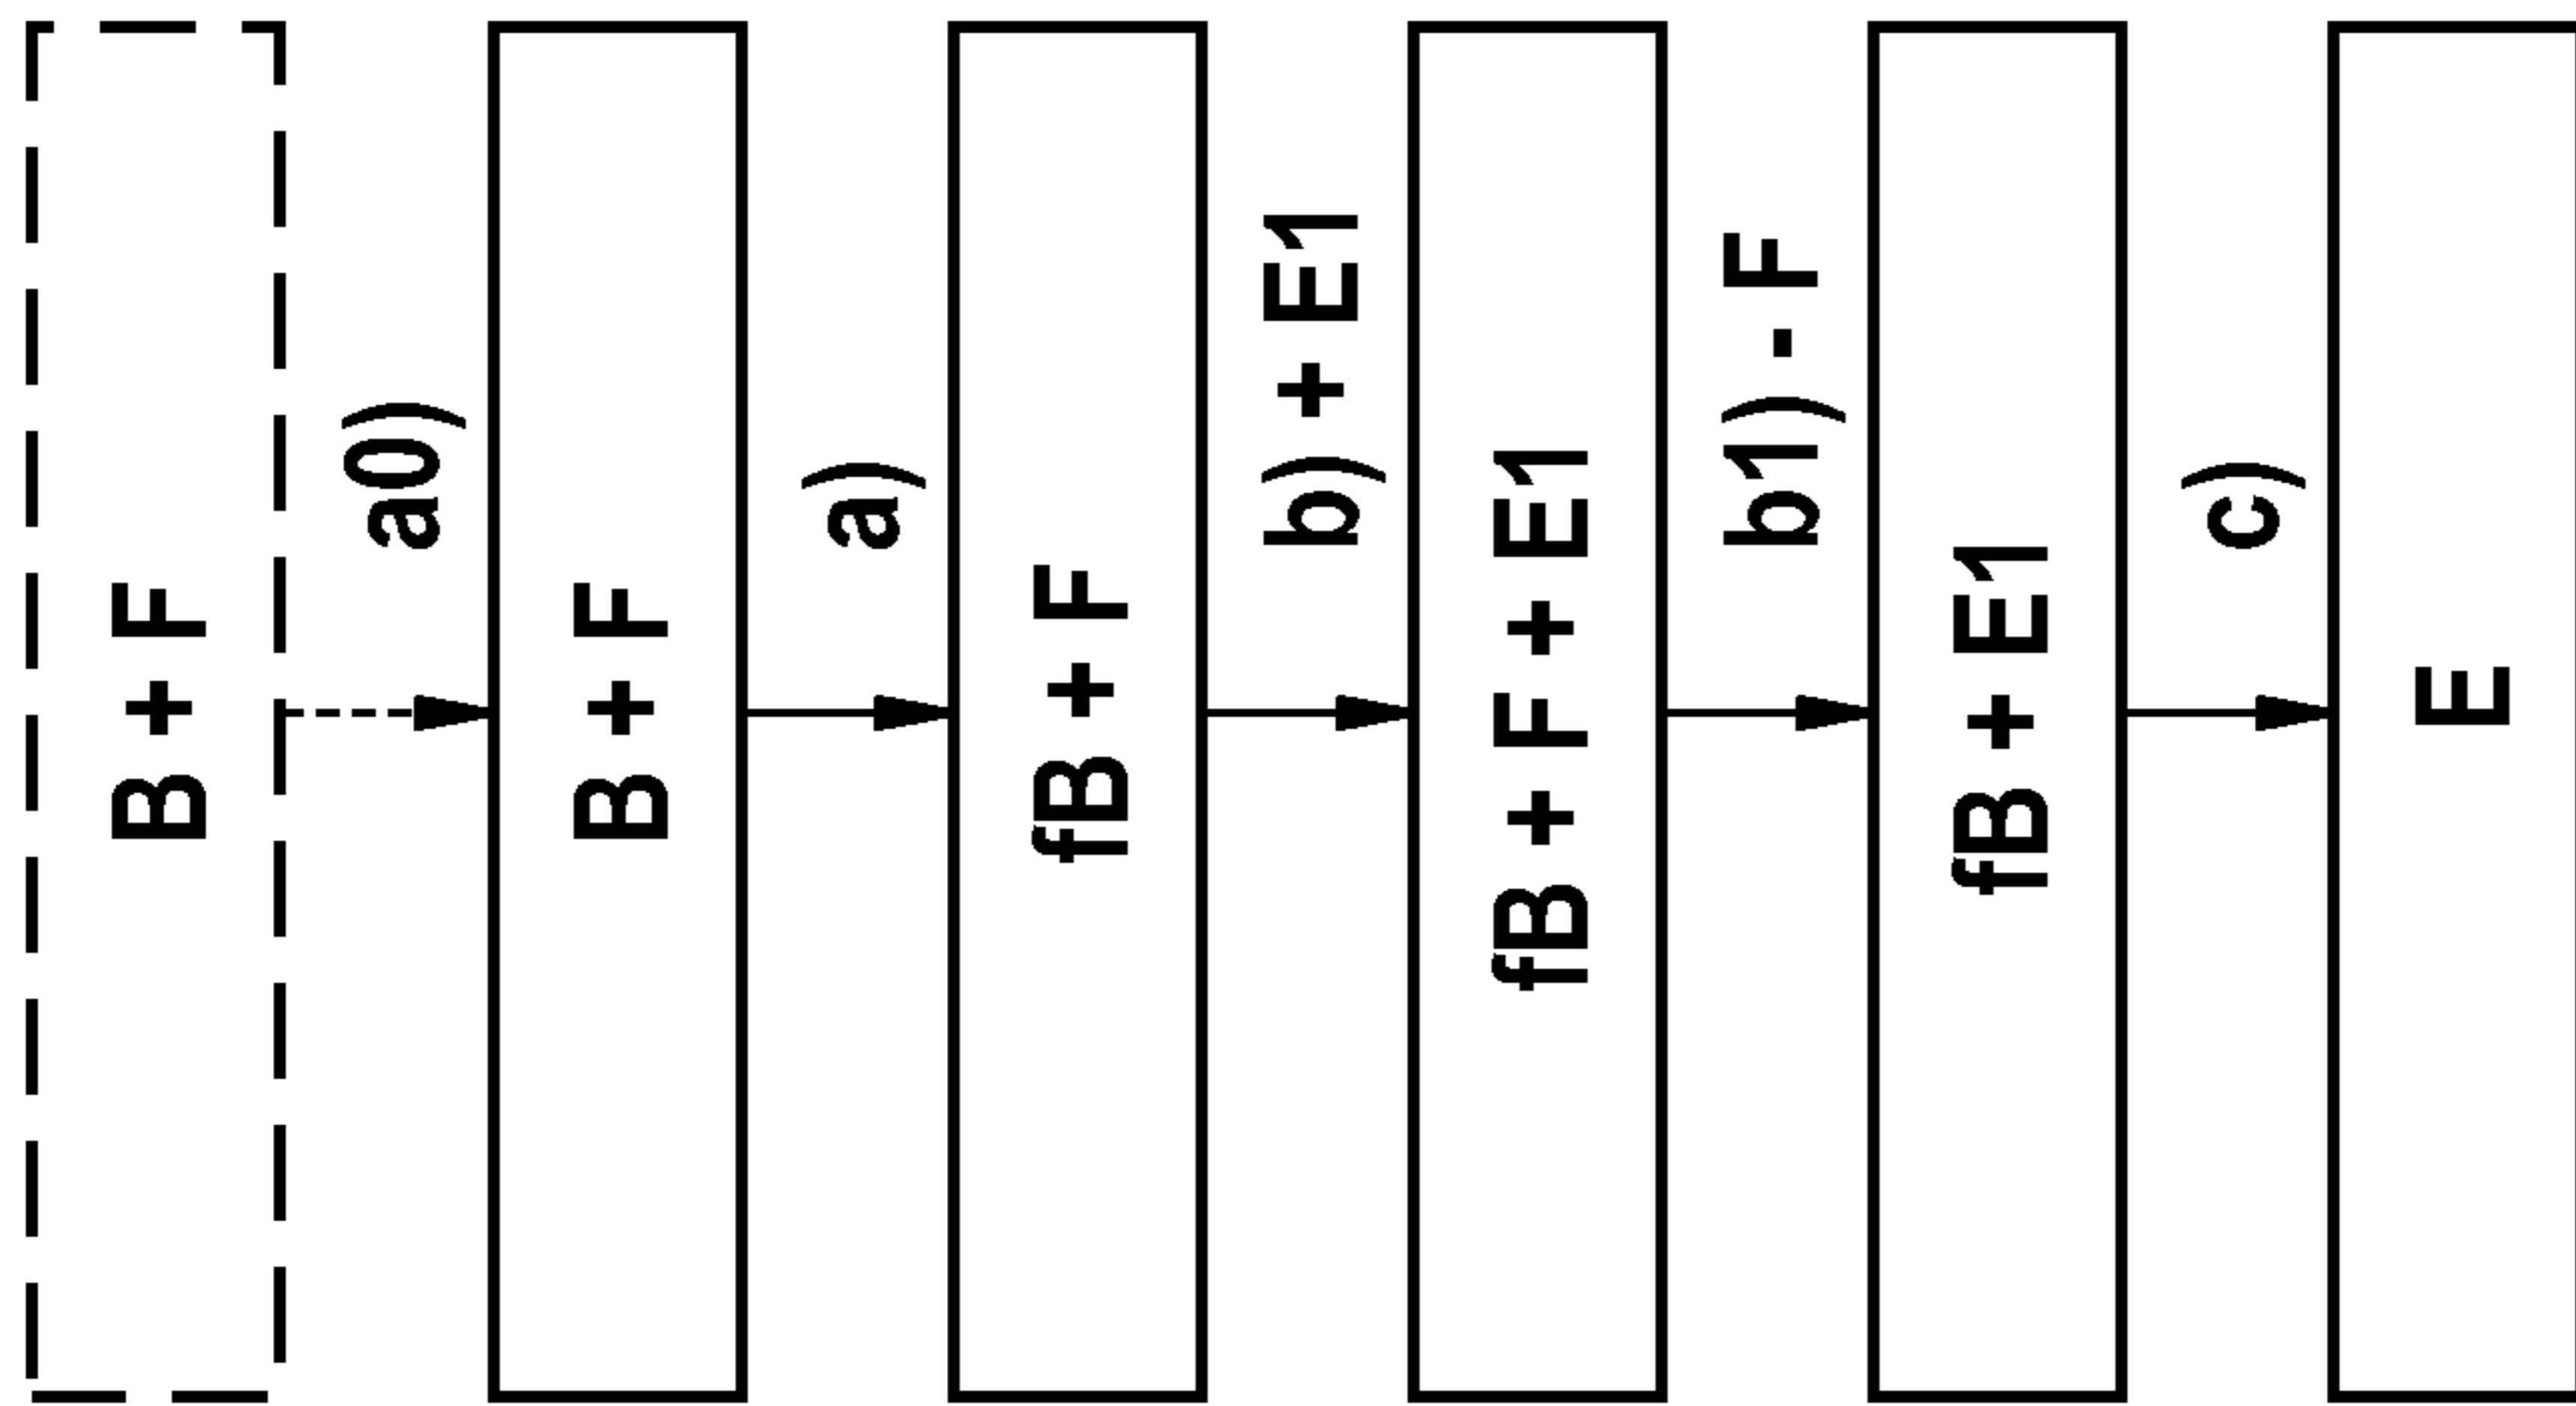 B + F
a0)
B + F
a)
fB + F
b) + E1
fB + F + E1
b1) - F
fB + E1
c)
E